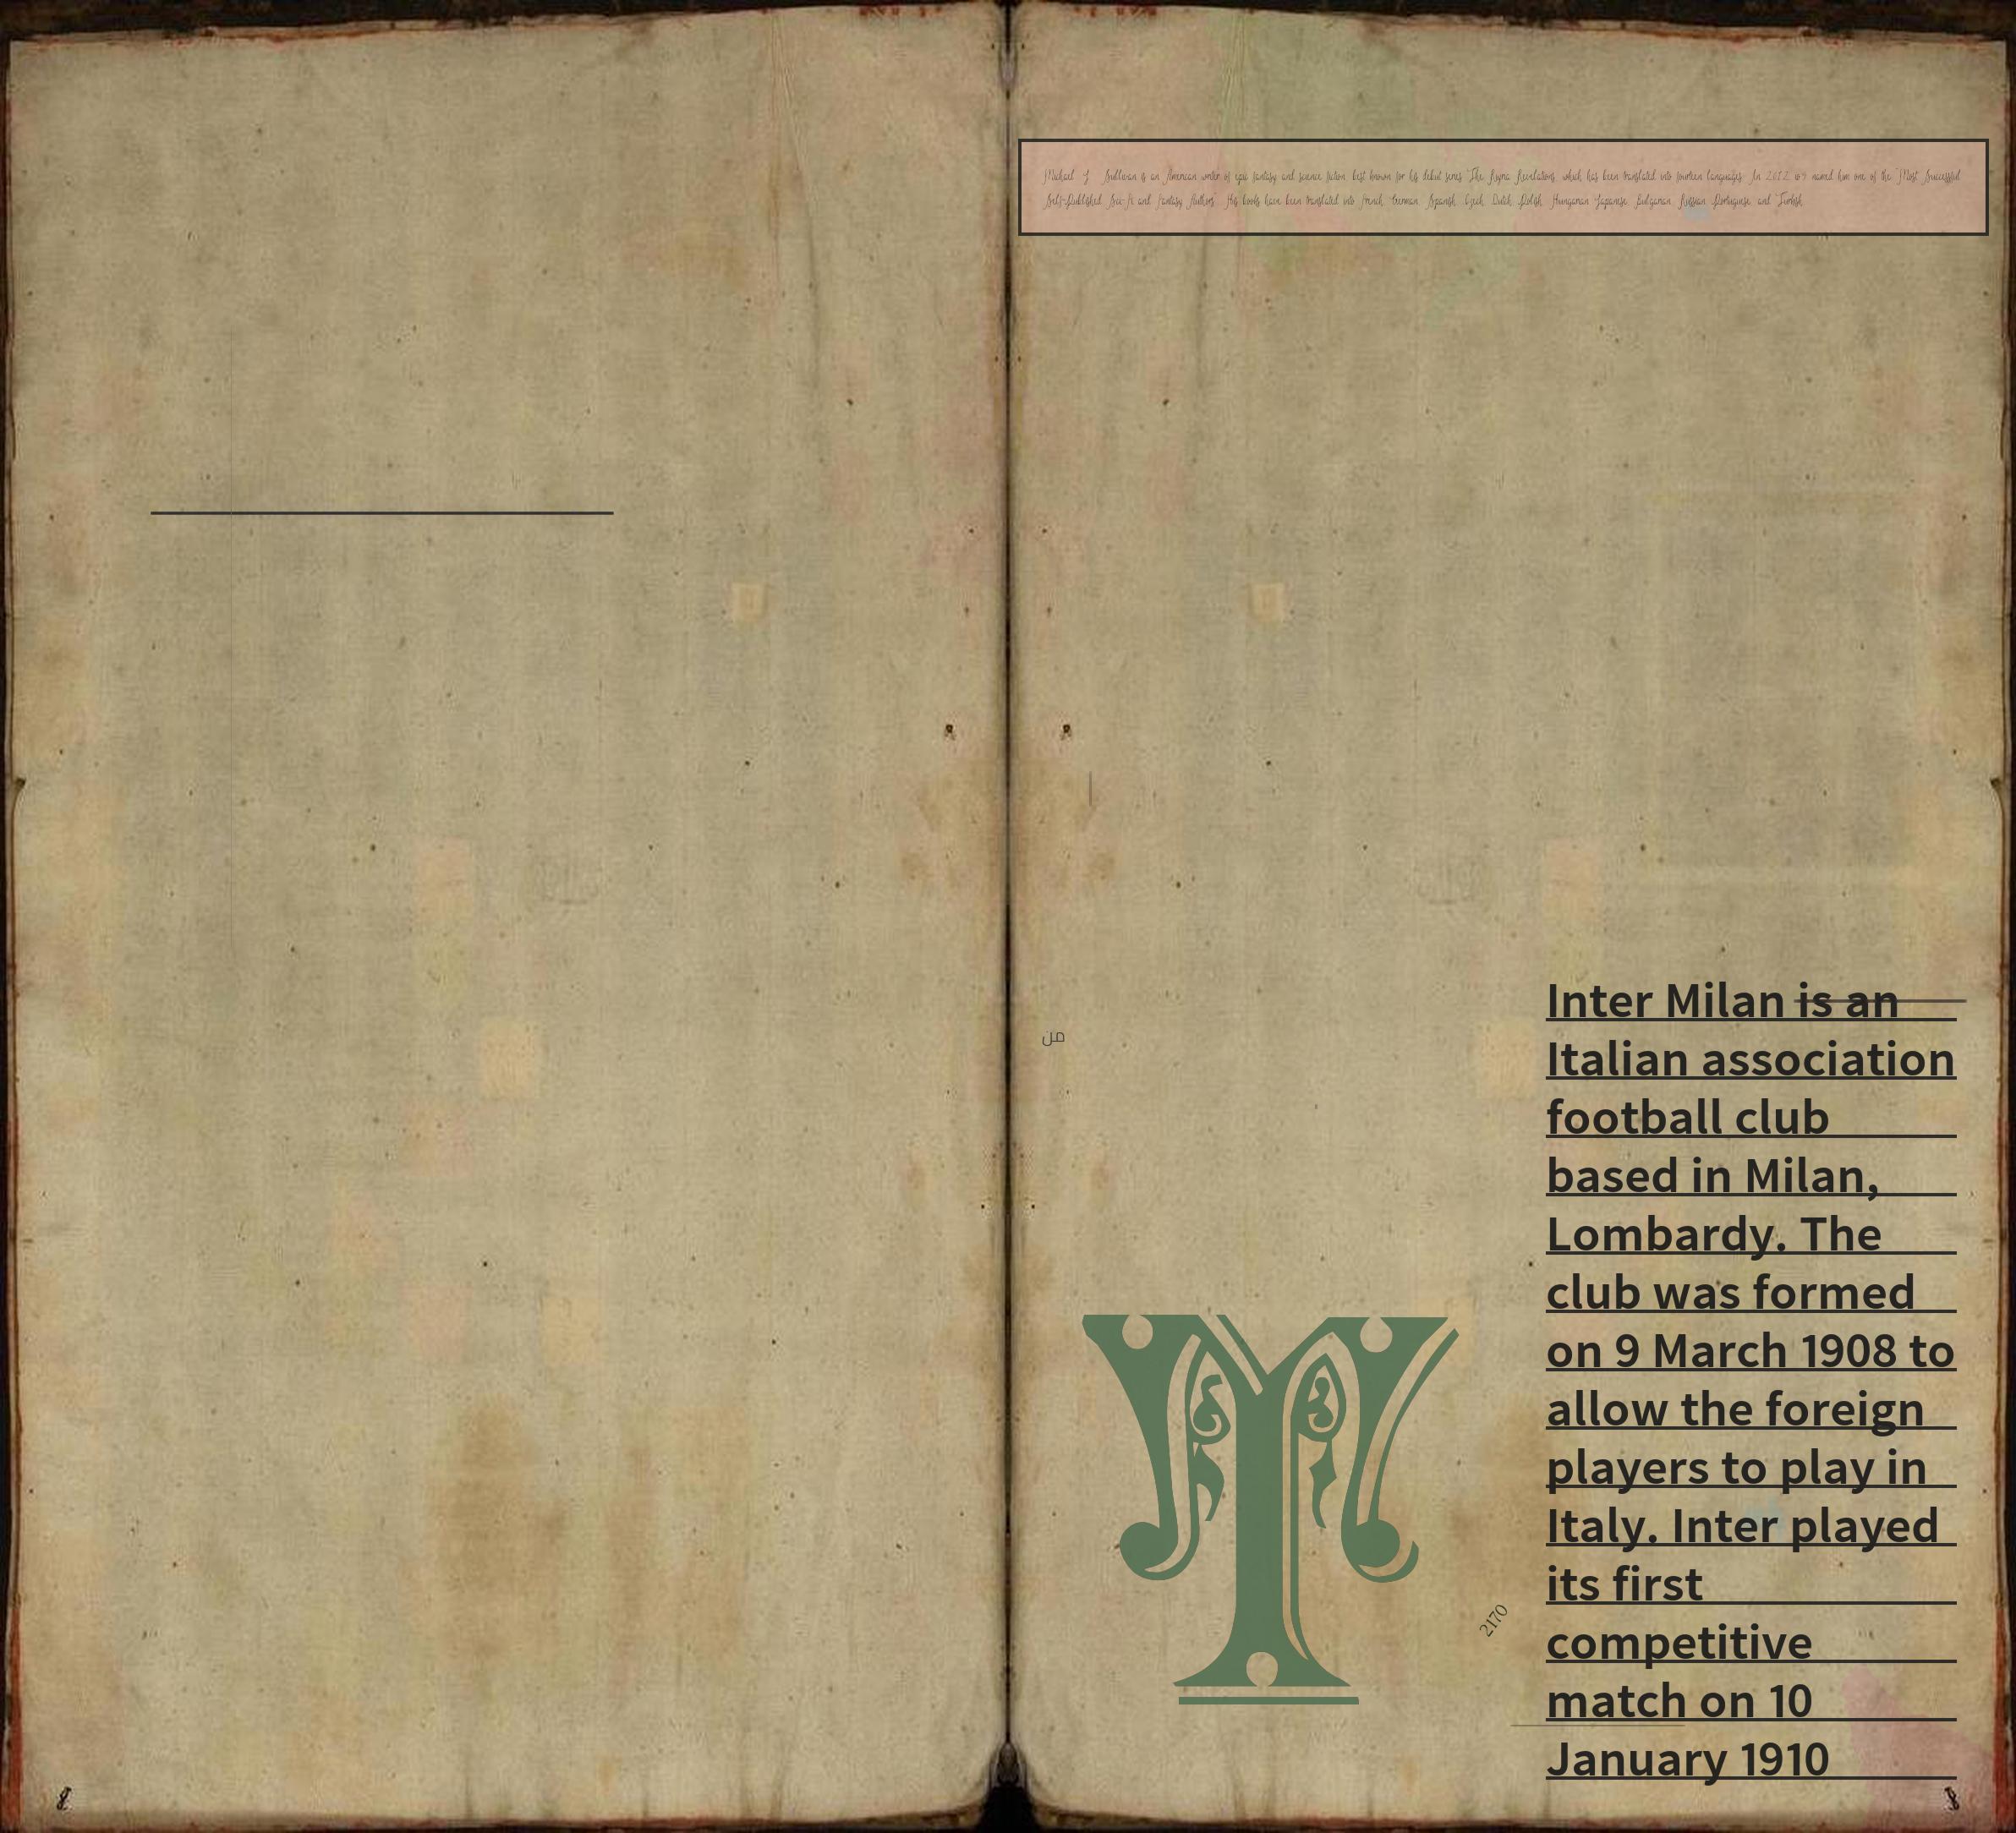 Michael J Sullivan is an American writer of epic fantasy and science fiction best known for his debut series The Riyria Revelations which has been translated into fourteen languages In 2012 io9 named him one of the Most Successful
Self-Published Sci-Fi and Fantasy Authors His books have been translated into French German Spanish Czech Dutch Polish Hungarian Japanese Bulgarian Russian Portuguese and Turkish
من
Y
2170
Inter Milan is an
Italian association
football club
based in Milan,
Lombardy. The
club was formed
on 9 March 1908 to
allow the foreign
players to play in
Italy. Inter played
its first
competitive
match on 10
January 1910